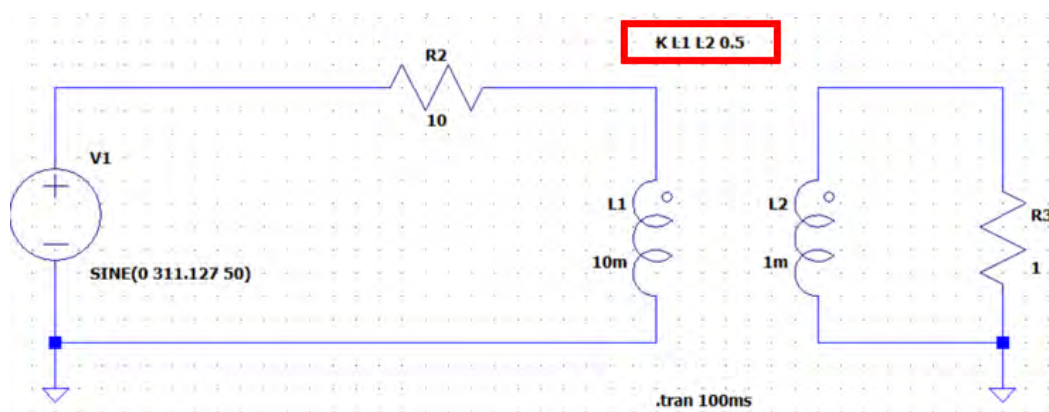 K L1 L2 0.5
R2
10
V1
SINE(0 311.127 50)
L1
10m
L2
1m
R3
1
.tran 100ms